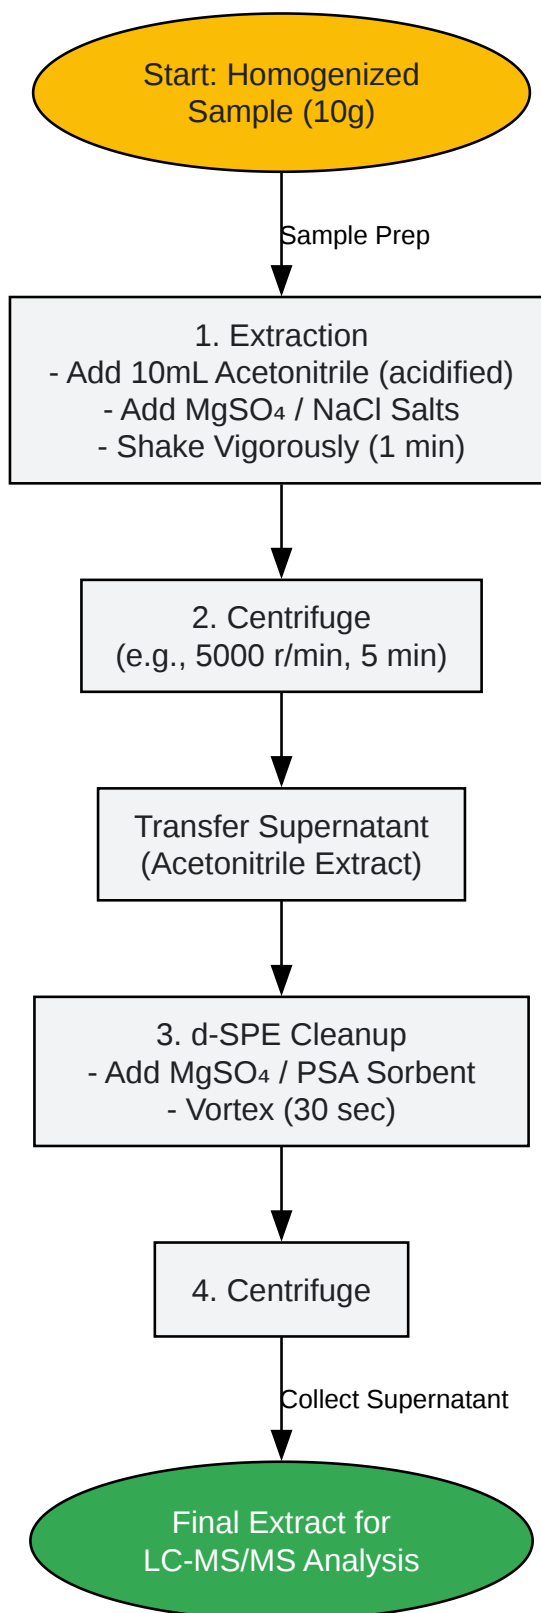 Start: Homogenized
Sample (10g)
Sample Prep
1. Extraction
- Add 10mL Acetonitrile (acidified)
- Add MgSO₄ / NaCl Salts
- Shake Vigorously (1 min)
2. Centrifuge
(e.g., 5000 r/min, 5 min)
Transfer Supernatant
(Acetonitrile Extract)
3. d-SPE Cleanup
- Add MgSO₄ / PSA Sorbent
- Vortex (30 sec)
4. Centrifuge
Collect Supernatant
Final Extract for
LC-MS/MS Analysis